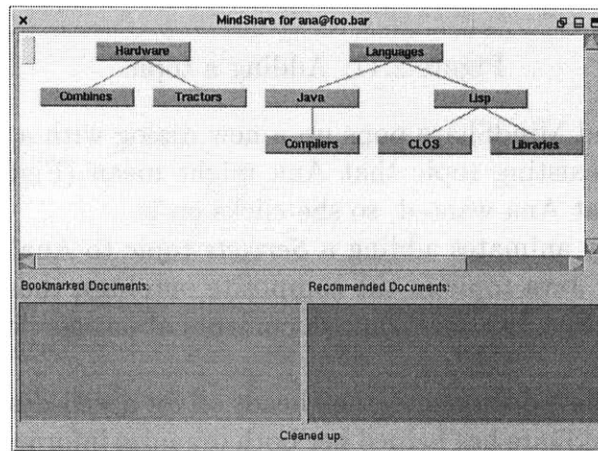 MindShare for ana@foo.bar
Hardware Languages
Combines Tractors Java Lisp
Compilers CLOS Libraries
Bookmarked Documents: Recommended Documents:
Cleaned up.